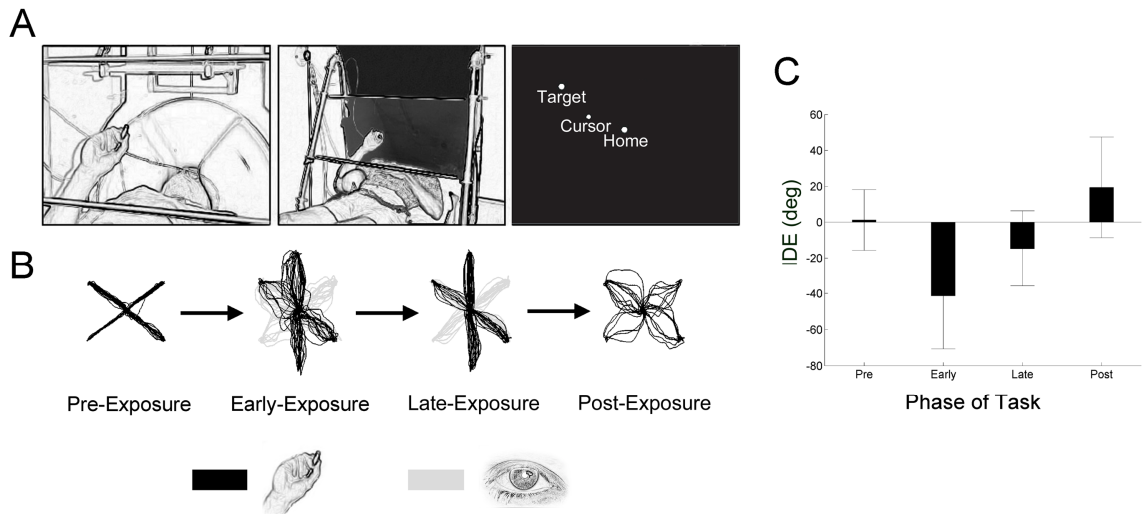 A
Target
Cursor
Home
B
Pre-Exposure
Early-Exposure
Late-Exposure
Post-Exposure
C
60
40
20
0
-20
-40
-60
-80
IDE (deg)
Pre
Early
Late
Post
Phase of Task